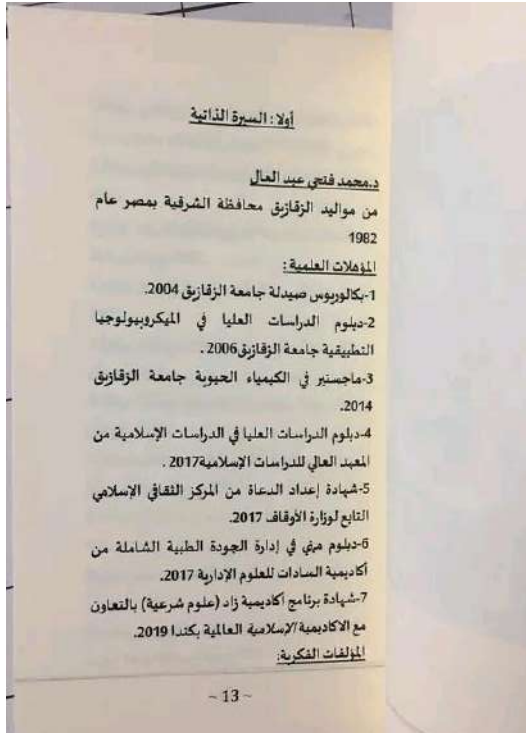 أولا: السيرة الذاتية
د.محمد فتحي عبد العال
من مواليد الزقازيق محافظة الشرقية بمصر عام
1982
المؤهلات العلمية:
1-بكالوريوس صيدلة جامعة الزقازيق 2004.
2-دبلوم الدراسات العليا في الميكروبيولوجيا
التطبيقية جامعة الزقازيق2006 .
3-ماجستير في الكيمياء الحيوية جامعة الزقازيق
2014.
4-دبلوم الدراسات العليا في الدراسات الإسلامية من
المعهد العالي للدراسات الإسلامية2017 .
5-شهادة إعداد الدعاة من المركز الثقافي الإسلامي
التابع لوزارة الأوقاف 2017.
6-دبلوم مهني في إدارة الجودة الطبية الشاملة من
أكاديمية السادات للعلوم الإدارية 2017.
7-شهادة برنامج أكاديمية زاد (علوم شرعية) بالتعاون
مع الاكاديمية الإسلامية العالمية بكندا 2019.
المؤلفات الفكرية:
~ 13 ~